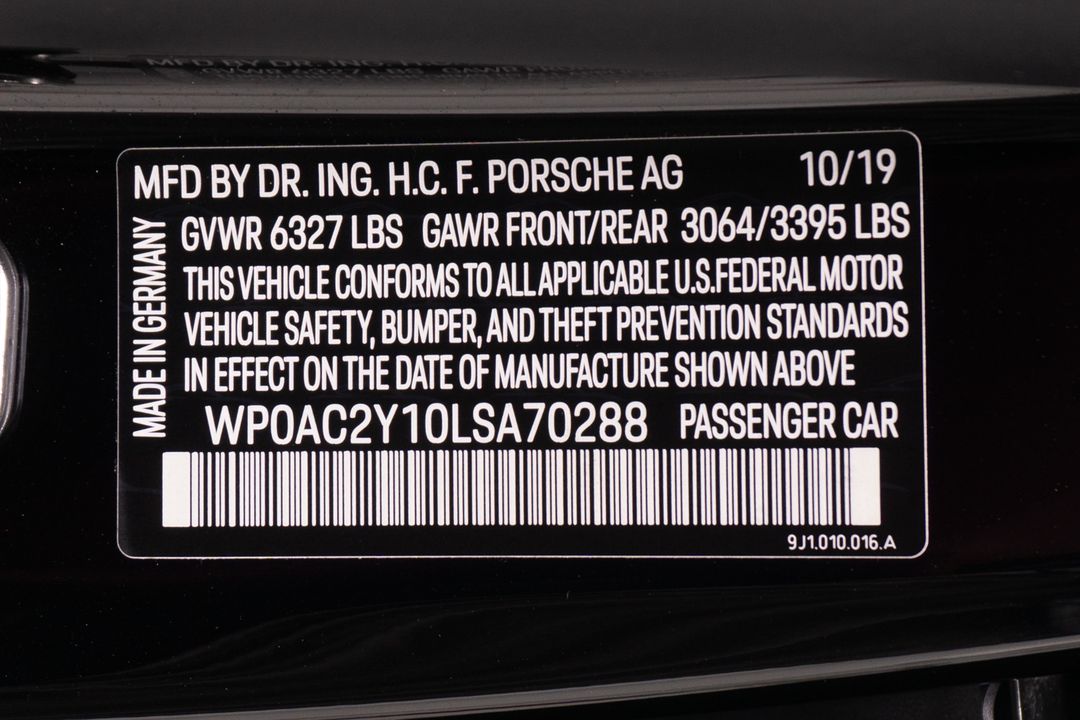 MFD BY DR. ING. H.C. F. PORSCHE AG 10/19
GVWR 6327 LBS GAWR FRONT/REAR 3064/3395 LBS
THIS VEHICLE CONFORMS TO ALL APPLICABLE U.S.FEDERAL MOTOR
VEHICLE SAFETY, BUMPER, AND THEFT PREVENTION STANDARDS
IN EFFECT ON THE DATE OF MANUFACTURE SHOWN ABOVE
MADE IN GERMANY
WP0AC2Y10LSA70288 PASSENGER CAR
9J1.010.016.A